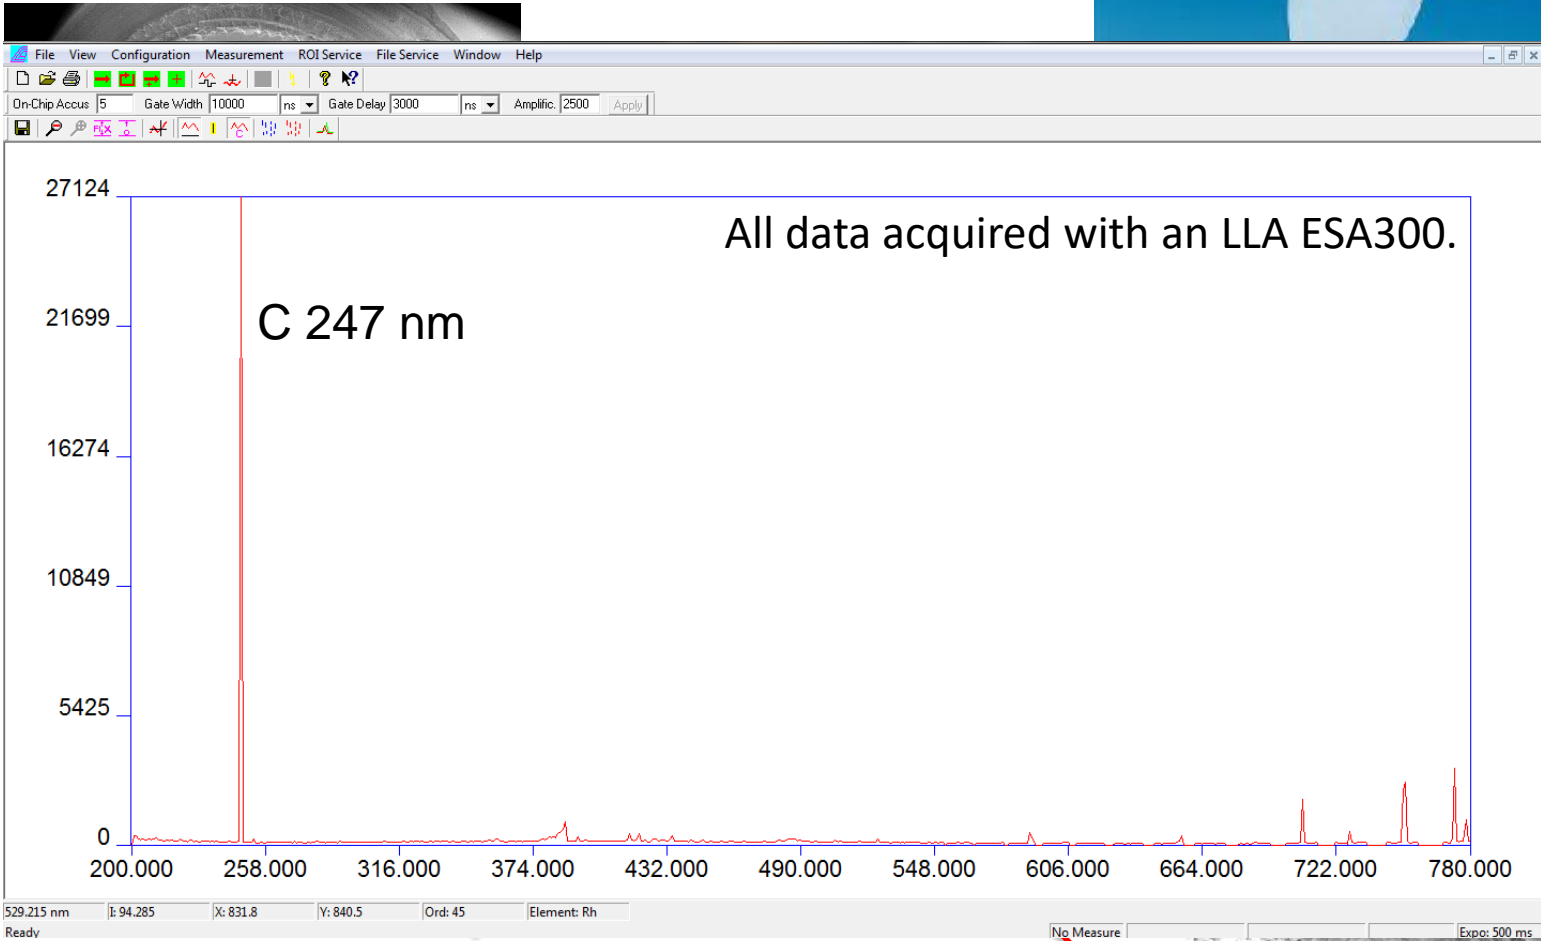 File View Configuration Measurement ROI Service File Service Window Help
On-Chip Accus 5 Gate Width 10000 ns Gate Delay 3000 ns Amplific. 2500 Apply
27124
All data acquired with an LLA ESA300.
21699
C 247 nm
16274
10849
5425
0
200.000 258.000 316.000 374.000 432.000 490.000 548.000 606.000 664.000 722.000 780.000
529.215 nm I: 94.285 X: 831.8 Y: 840.5 Ord: 45 Element: Rh
Ready No Measure Expo: 500 ms